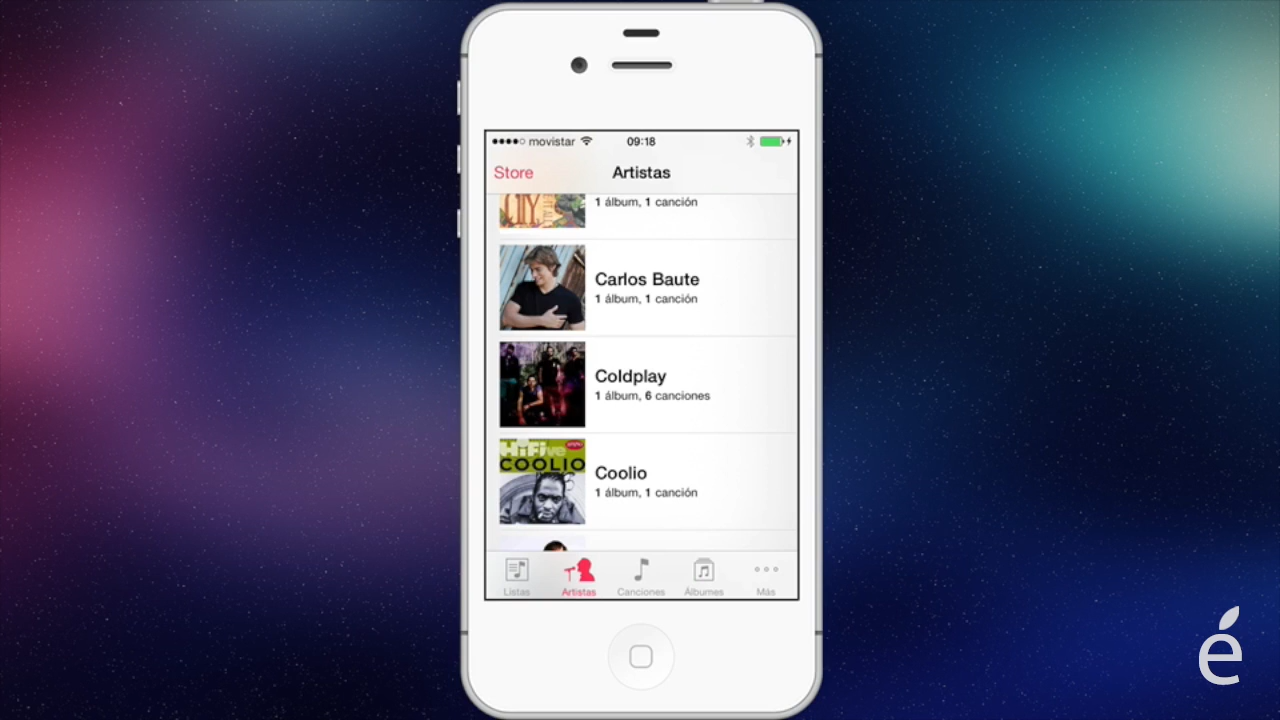 movistar 09:18
Store Artistas
1 álbum, 1 canción
Carlos Baute
1 álbum, 1 canción
Coldplay
1 álbum, 6 canciones
HiFive
COOLIO
Coolio
1 álbum, 1 canción
Listas Artistas Canciones Álbumes Más
é